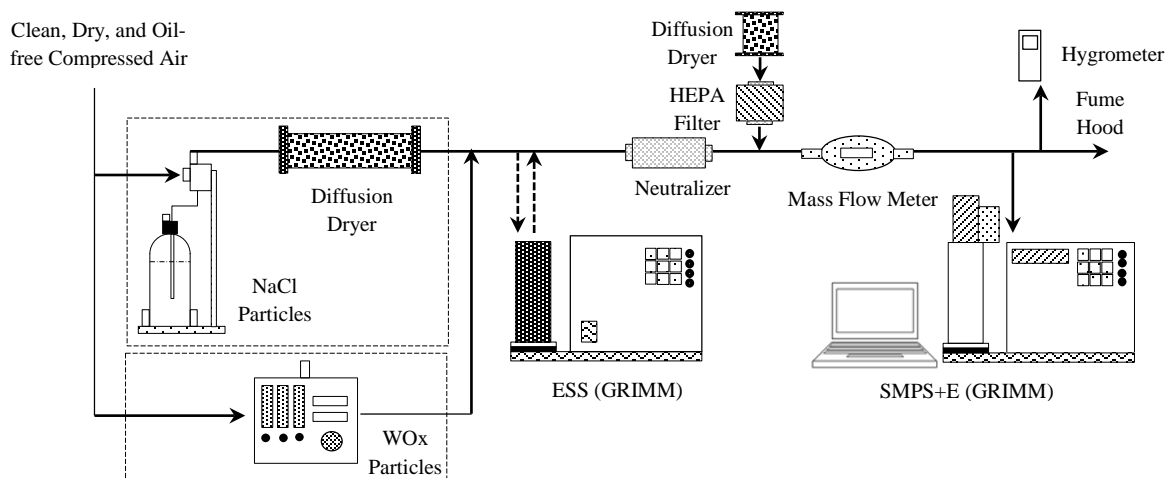 Clean, Dry, and Oil-
free Compressed Air
Diffusion
Dryer
NaCl
Particles
WOx
Particles
ESS (GRIMM)
Neutralizer
Diffusion
Dryer
HEPA
Filter
Mass Flow Meter
Hygrometer
Fume
Hood
SMPS+E (GRIMM)